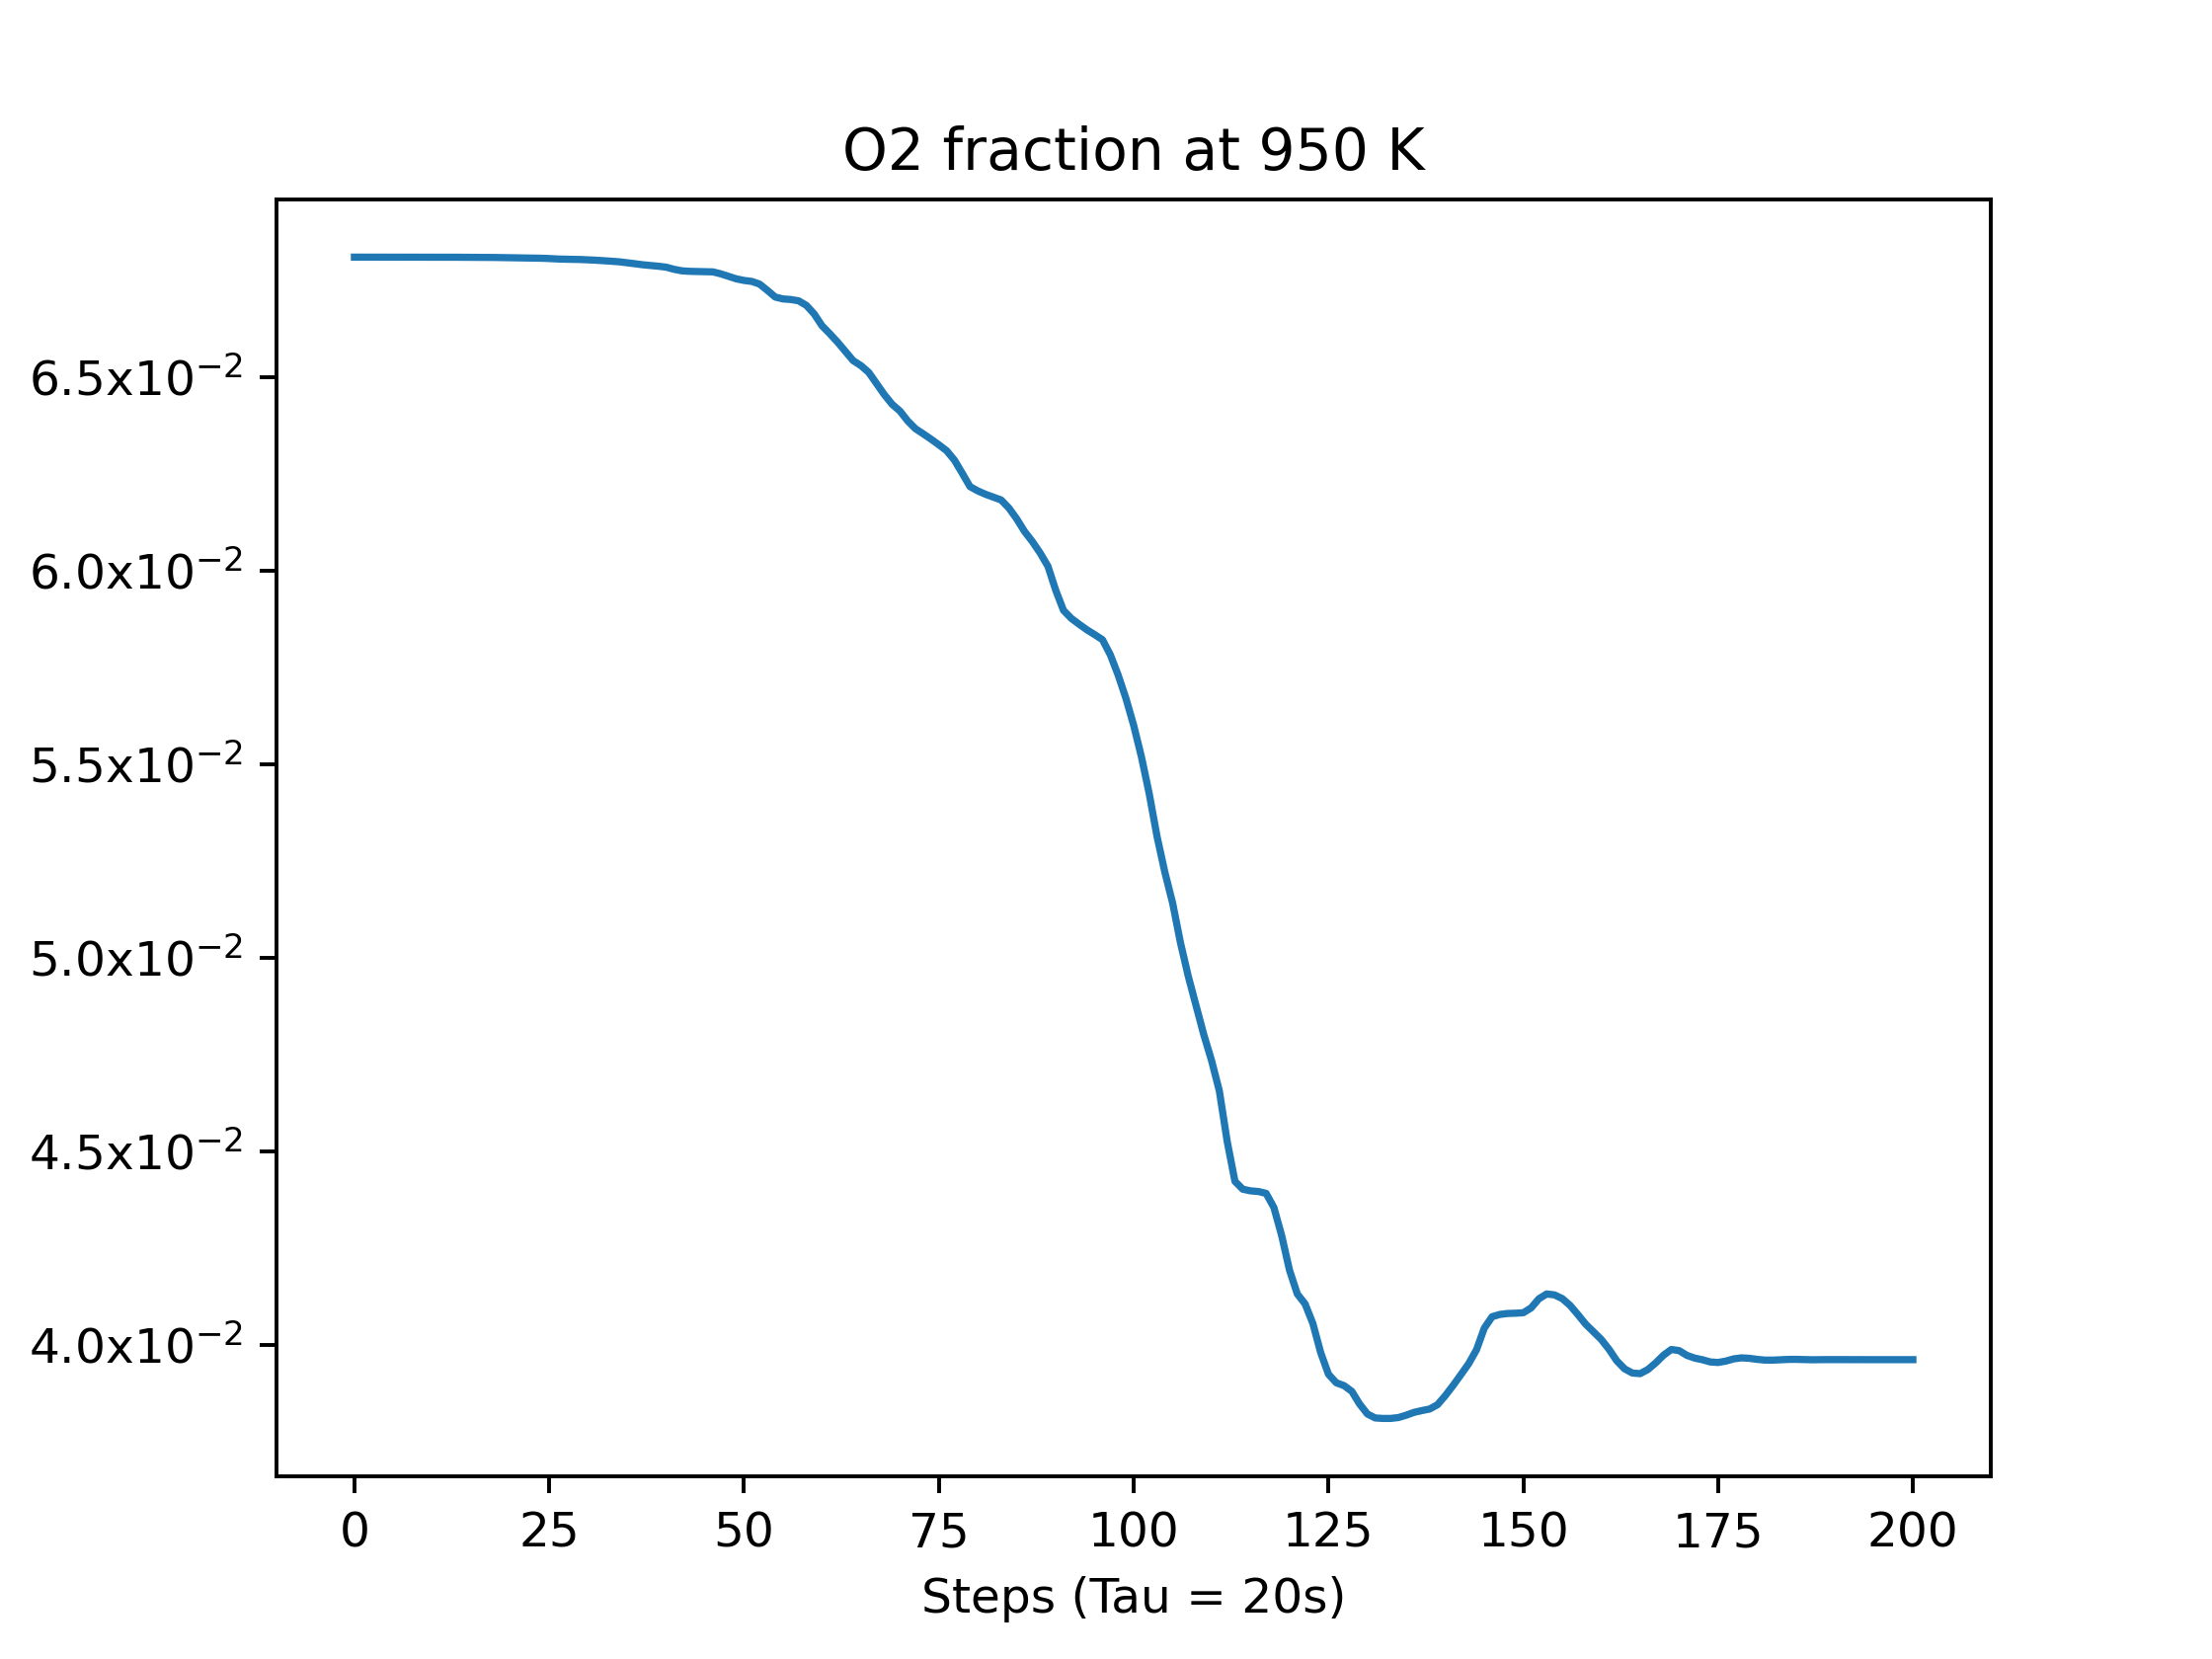 O2 fraction at 950 K
6.5x10⁻²
6.0x10⁻²
5.5x10⁻²
5.0x10⁻²
4.5x10⁻²
4.0x10⁻²
0 25 50 75 100 125 150 175 200
Steps (Tau = 20s)